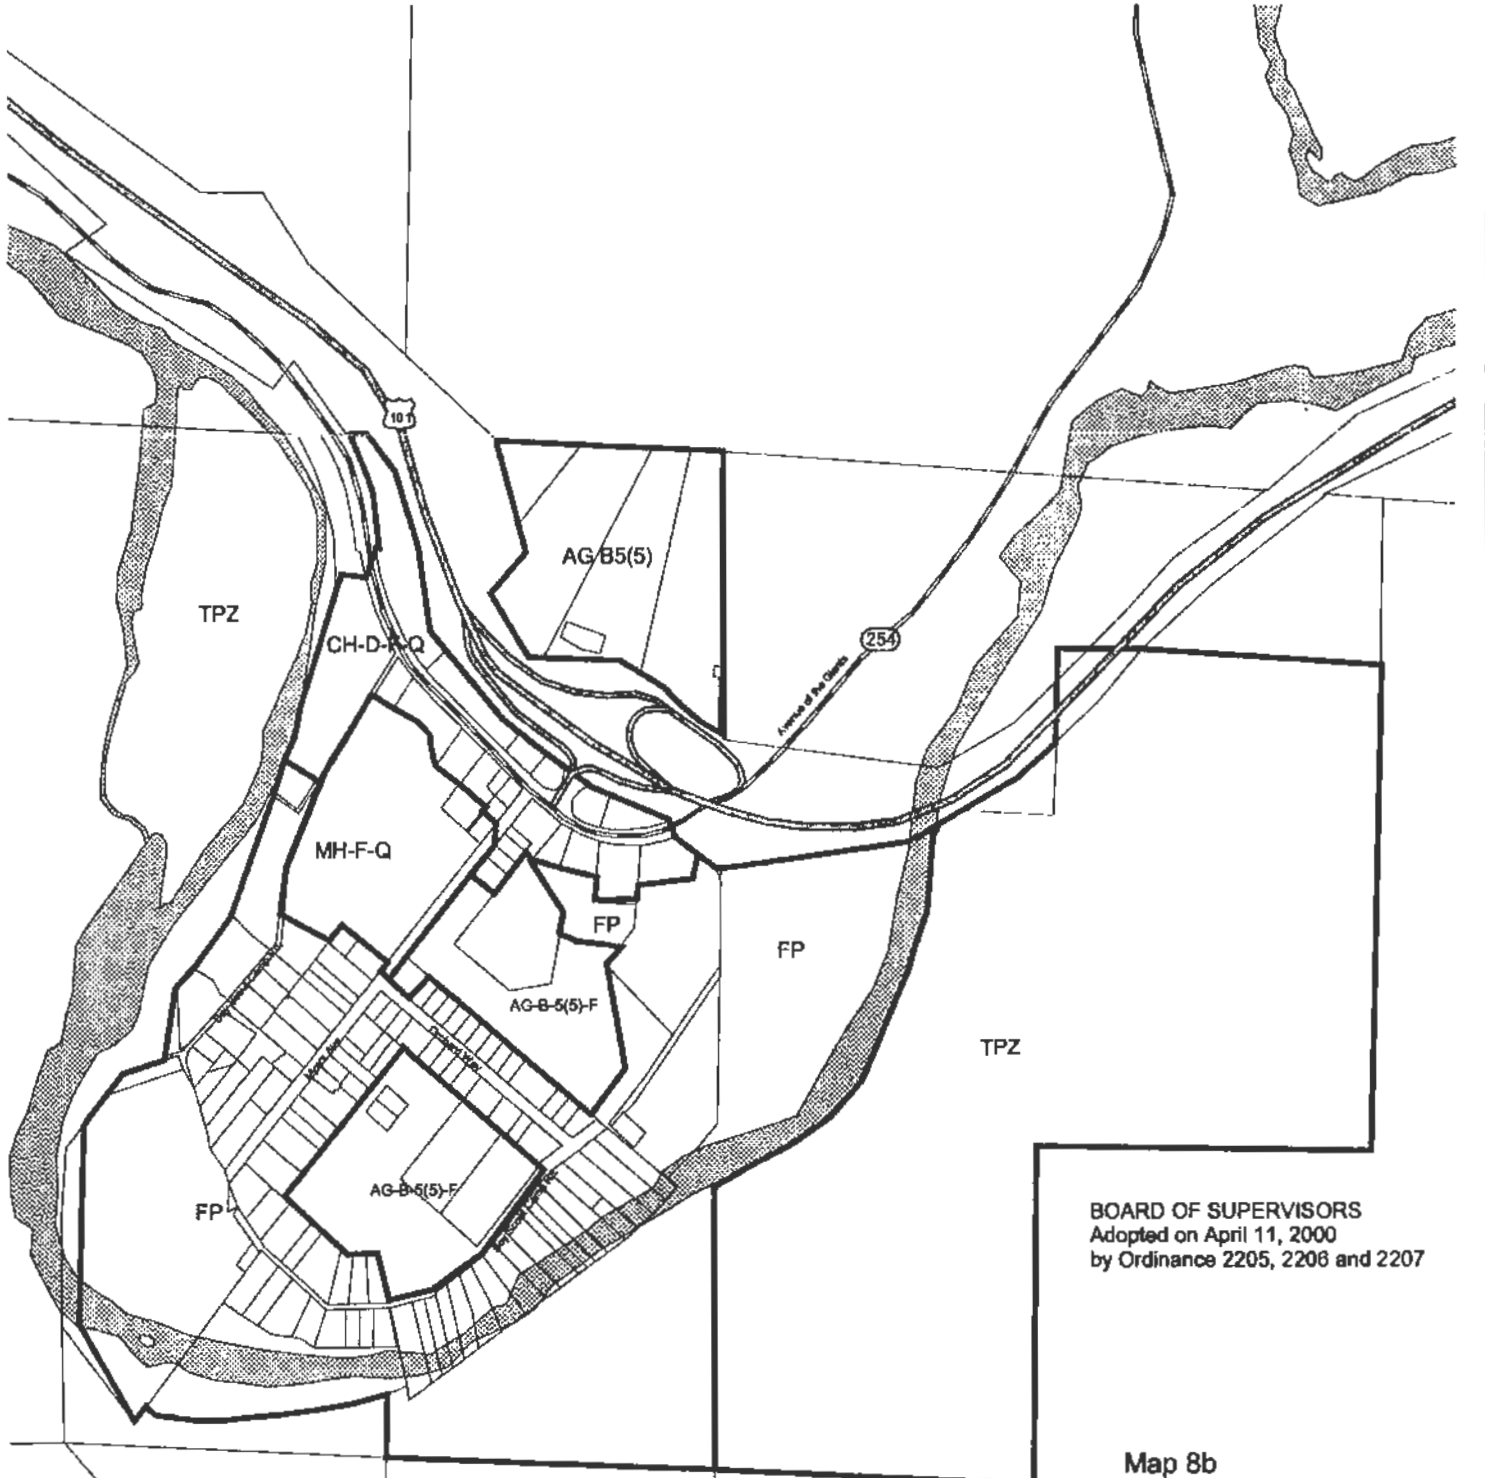 101
AG B5(5)
TPZ
CH-D-F-Q
254
Avenue of the Giants
MH-F-Q
FP
FP
AG-B-5(5)-F
TPZ
AG-B-5(5)-F
FP
BOARD OF SUPERVISORS
Adopted on April 11, 2000
by Ordinance 2205, 2206 and 2207
Map 8b